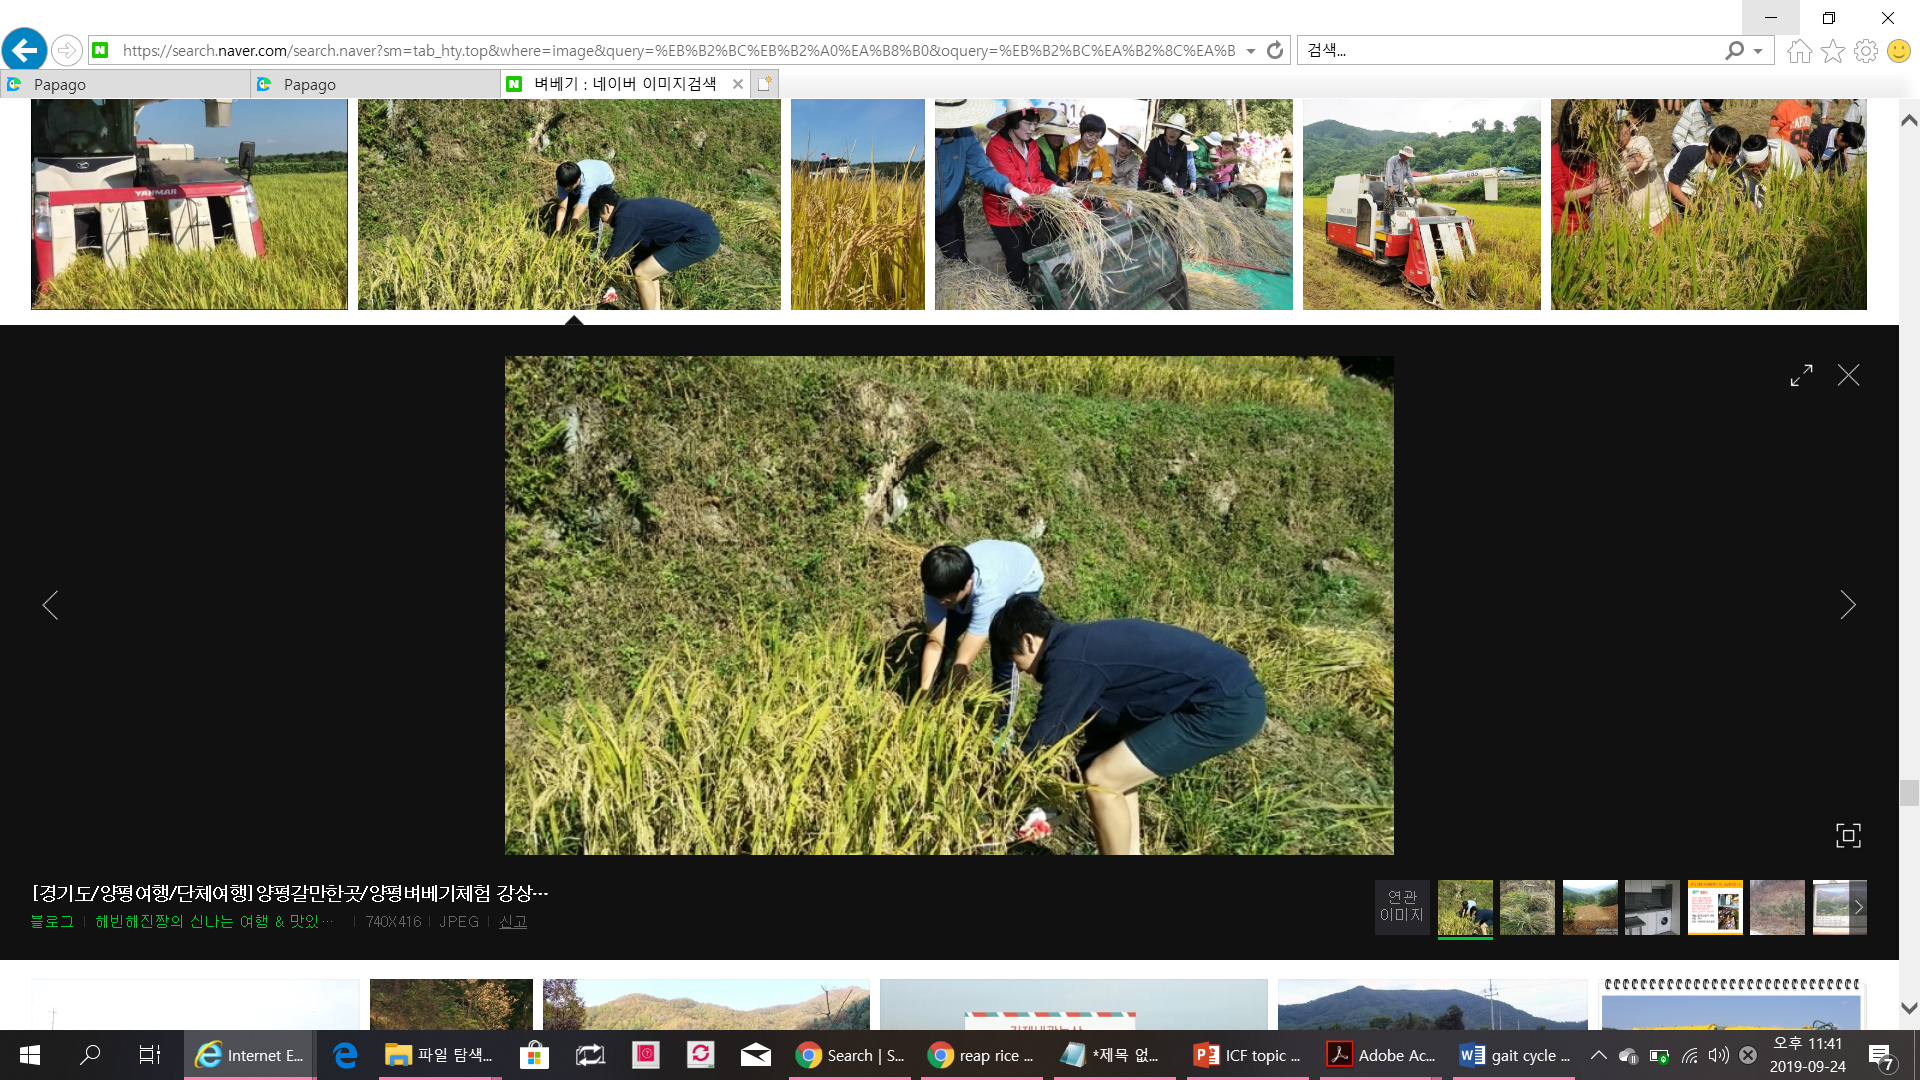 https://search.naver.com/search.naver?sm=tab_hty.top&where=image&query=%EB%B2%BC%EB%B2%A0%EA%B8%B0&oquery=%EB%B2%BC%EA%B2%8C%EA%B
검색...
Papago
Papago
벼베기 : 네이버 이미지검색
YANMAR
[경기도/양평여행/단체여행]양평갈만한곳/양평벼베기체험 강상…
블로그 해빈해진짱의 신나는 여행 & 맛있… 740X416 JPEG 신고
연관
이미지
Internet E...
파일 탐색...
Search | S...
reap rice ...
*제목 없...
ICF topic ...
Adobe Ac...
gait cycle ...
오후 11:41
2019-09-24
7